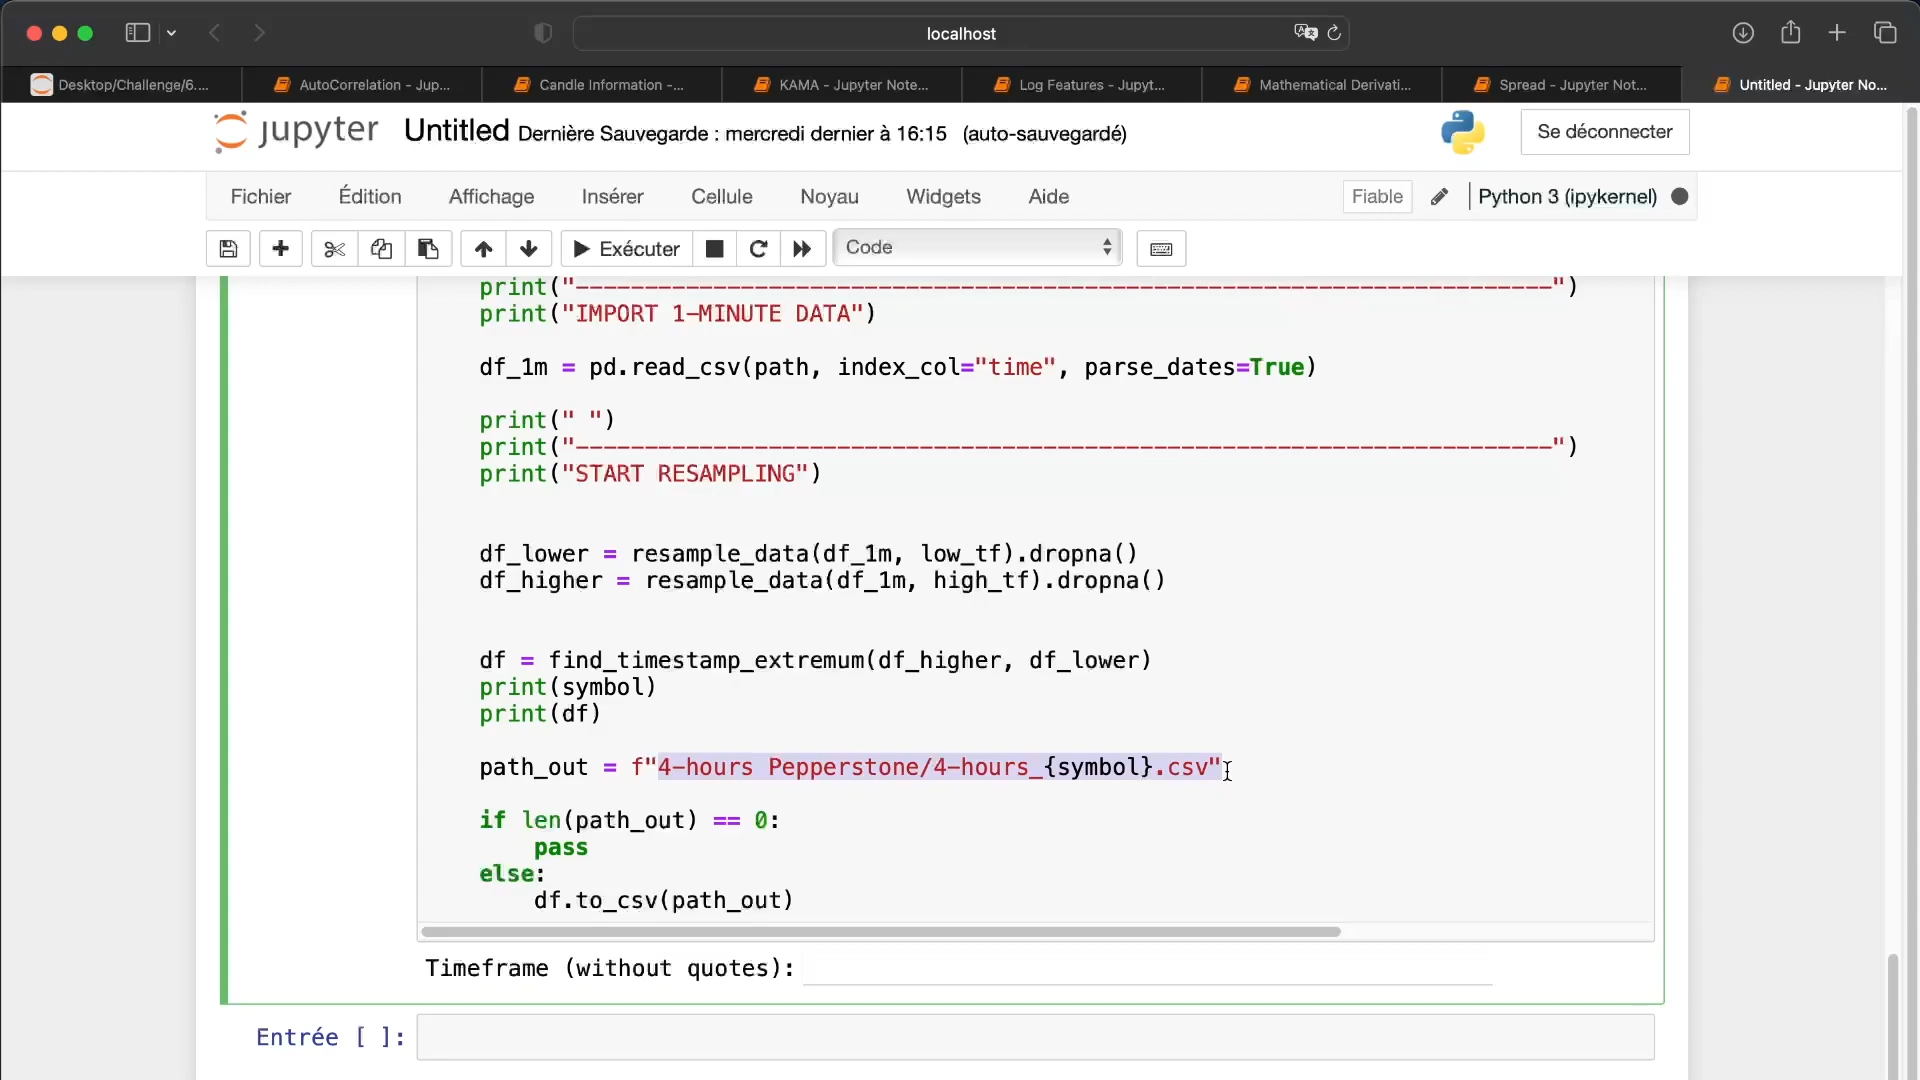 localhost
Desktop/Challenge/6....
AutoCorrelation - Jup...
Candle Information -...
KAMA - Jupyter Note...
Log Features - Jupyt...
Mathematical Derivati...
Spread - Jupyter Not...
Untitled - Jupyter No...
jupyter Untitled Dernière Sauvegarde : mercredi dernier à 16:15 (auto-sauvegardé)
Se déconnecter
Fichier Édition Affichage Insérer Cellule Noyau Widgets Aide
Fiable
Python 3 (ipykernel)
Exécuter
Code
print("-----------------------------------------------------------------------")
print("IMPORT 1-MINUTE DATA")
df_1m = pd.read_csv(path, index_col="time", parse_dates=True)
print(" ")
print("-----------------------------------------------------------------------")
print("START RESAMPLING")
df_lower = resample_data(df_1m, low_tf).dropna()
df_higher = resample_data(df_1m, high_tf).dropna()
df = find_timestamp_extremum(df_higher, df_lower)
print(symbol)
print(df)
path_out = f"4-hours Pepperstone/4-hours_{symbol}.csv"
if len(path_out) == 0:
pass
else:
df.to_csv(path_out)
Timeframe (without quotes):
Entrée [ ]: